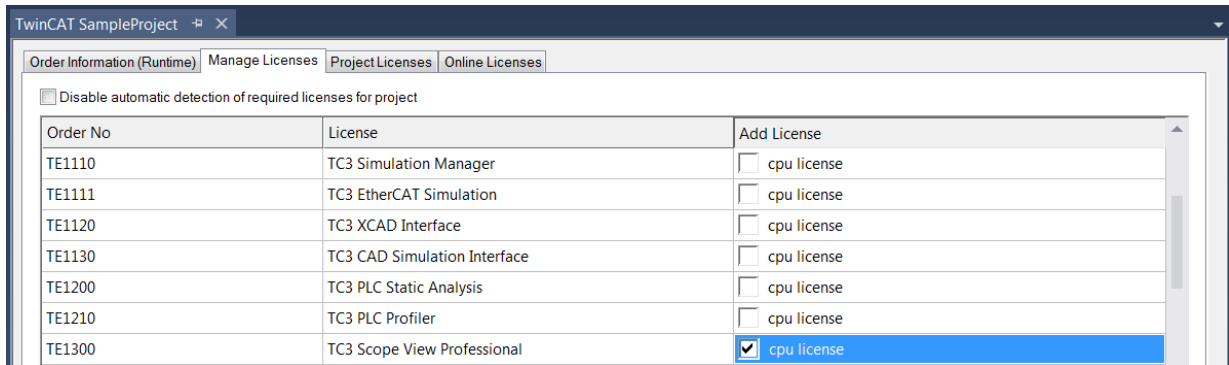 TwinCAT SampleProject
Order Information (Runtime) Manage Licenses Project Licenses Online Licenses
Disable automatic detection of required licenses for project
Order No License Add License
TE1110 TC3 Simulation Manager cpu license
TE1111 TC3 EtherCAT Simulation cpu license
TE1120 TC3 XCAD Interface cpu license
TE1130 TC3 CAD Simulation Interface cpu license
TE1200 TC3 PLC Static Analysis cpu license
TE1210 TC3 PLC Profiler cpu license
TE1300 TC3 Scope View Professional cpu license